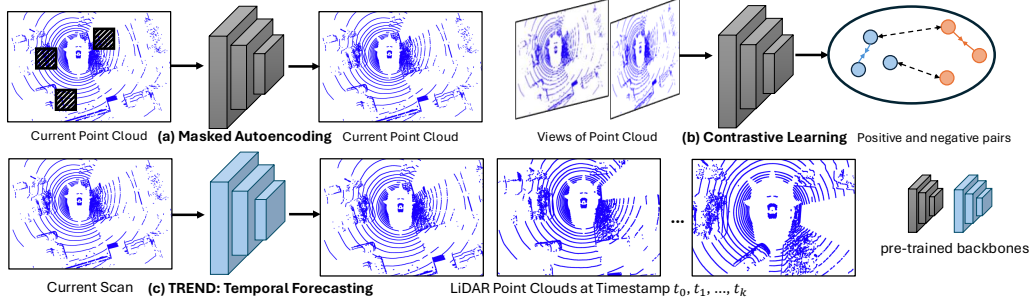 Current Point Cloud
(a) Masked Autoencoding
Current Point Cloud
Views of Point Cloud
(b) Contrastive Learning
Positive and negative pairs
...
pre-trained backbones
Current Scan
(c) TREND: Temporal Forecasting
LiDAR Point Clouds at Timestamp t₀, t₁, ..., tₖ